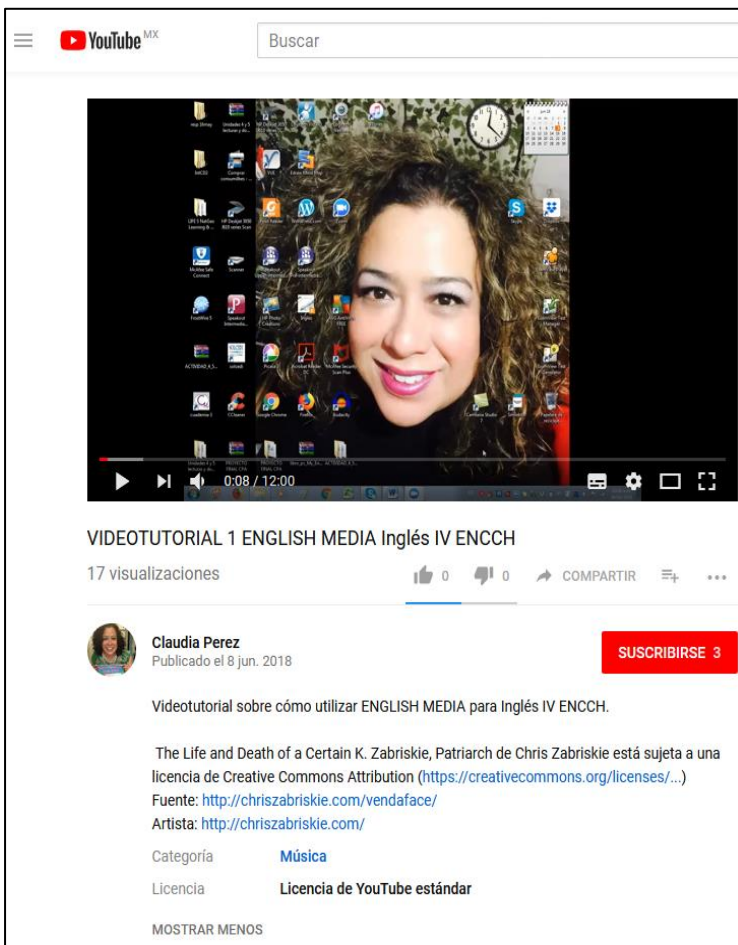 YouTube MX
Buscar
0:08 / 12:00
VIDEOTUTORIAL 1 ENGLISH MEDIA Inglés IV ENCCH
17 visualizaciones
0 0 COMPARTIR
Claudia Perez
Publicado el 8 jun. 2018
SUSCRIBIRSE 3
Videotutorial sobre cómo utilizar ENGLISH MEDIA para Inglés IV ENCCH.
The Life and Death of a Certain K. Zabriskie, Patriarch de Chris Zabriskie está sujeta a una
licencia de Creative Commons Attribution (https://creativecommons.org/licenses/...)
Fuente: http://chriszabriskie.com/vendaface/
Artista: http://chriszabriskie.com/
Categoría Música
Licencia Licencia de YouTube estándar
MOSTRAR MENOS